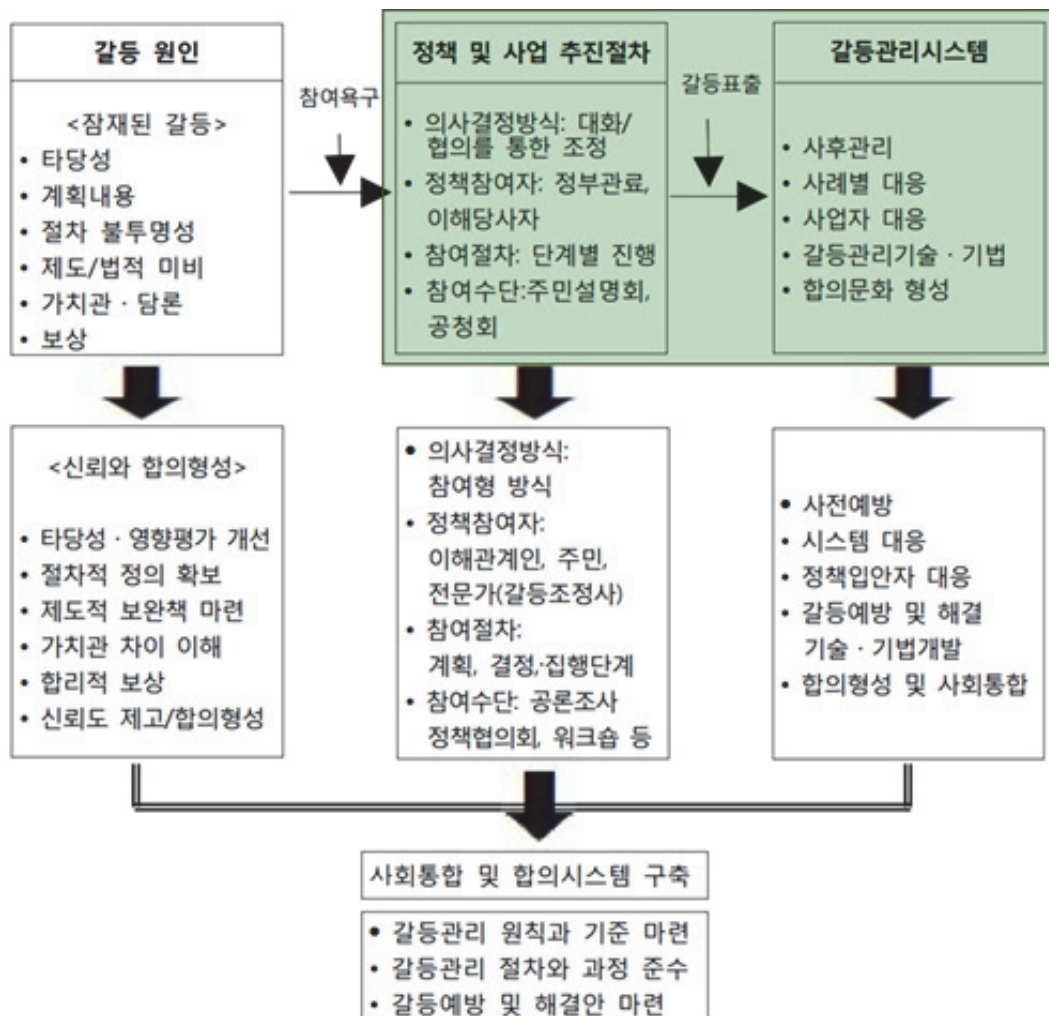 갈등 원인
<잠재된 갈등>
• 타당성
• 계획내용
• 절차 불투명성
• 제도/법적 미비
• 가치관 · 담론
• 보상
참여욕구
정책 및 사업 추진절차
• 의사결정방식: 대화/
협의를 통한 조정
• 정책참여자: 정부관료,
이해당사자
• 참여절차: 단계별 진행
• 참여수단:주민설명회,
공청회
갈등표출
갈등관리시스템
• 사후관리
• 사례별 대응
• 사업자 대응
• 갈등관리기술 · 기법
• 합의문화 형성
<신뢰와 합의형성>
• 타당성 · 영향평가 개선
• 절차적 정의 확보
• 제도적 보완책 마련
• 가치관 차이 이해
• 합리적 보상
• 신뢰도 제고/합의형성
• 의사결정방식:
참여형 방식
• 정책참여자:
이해관계인, 주민,
전문가(갈등조정사)
• 참여절차:
계획, 결정,·집행단계
• 참여수단: 공론조사
정책협의회, 워크숍 등
• 사전예방
• 시스템 대응
• 정책입안자 대응
• 갈등예방 및 해결
기술 · 기법개발
• 합의형성 및 사회통합
사회통합 및 합의시스템 구축
• 갈등관리 원칙과 기준 마련
• 갈등관리 절차와 과정 준수
• 갈등예방 및 해결안 마련